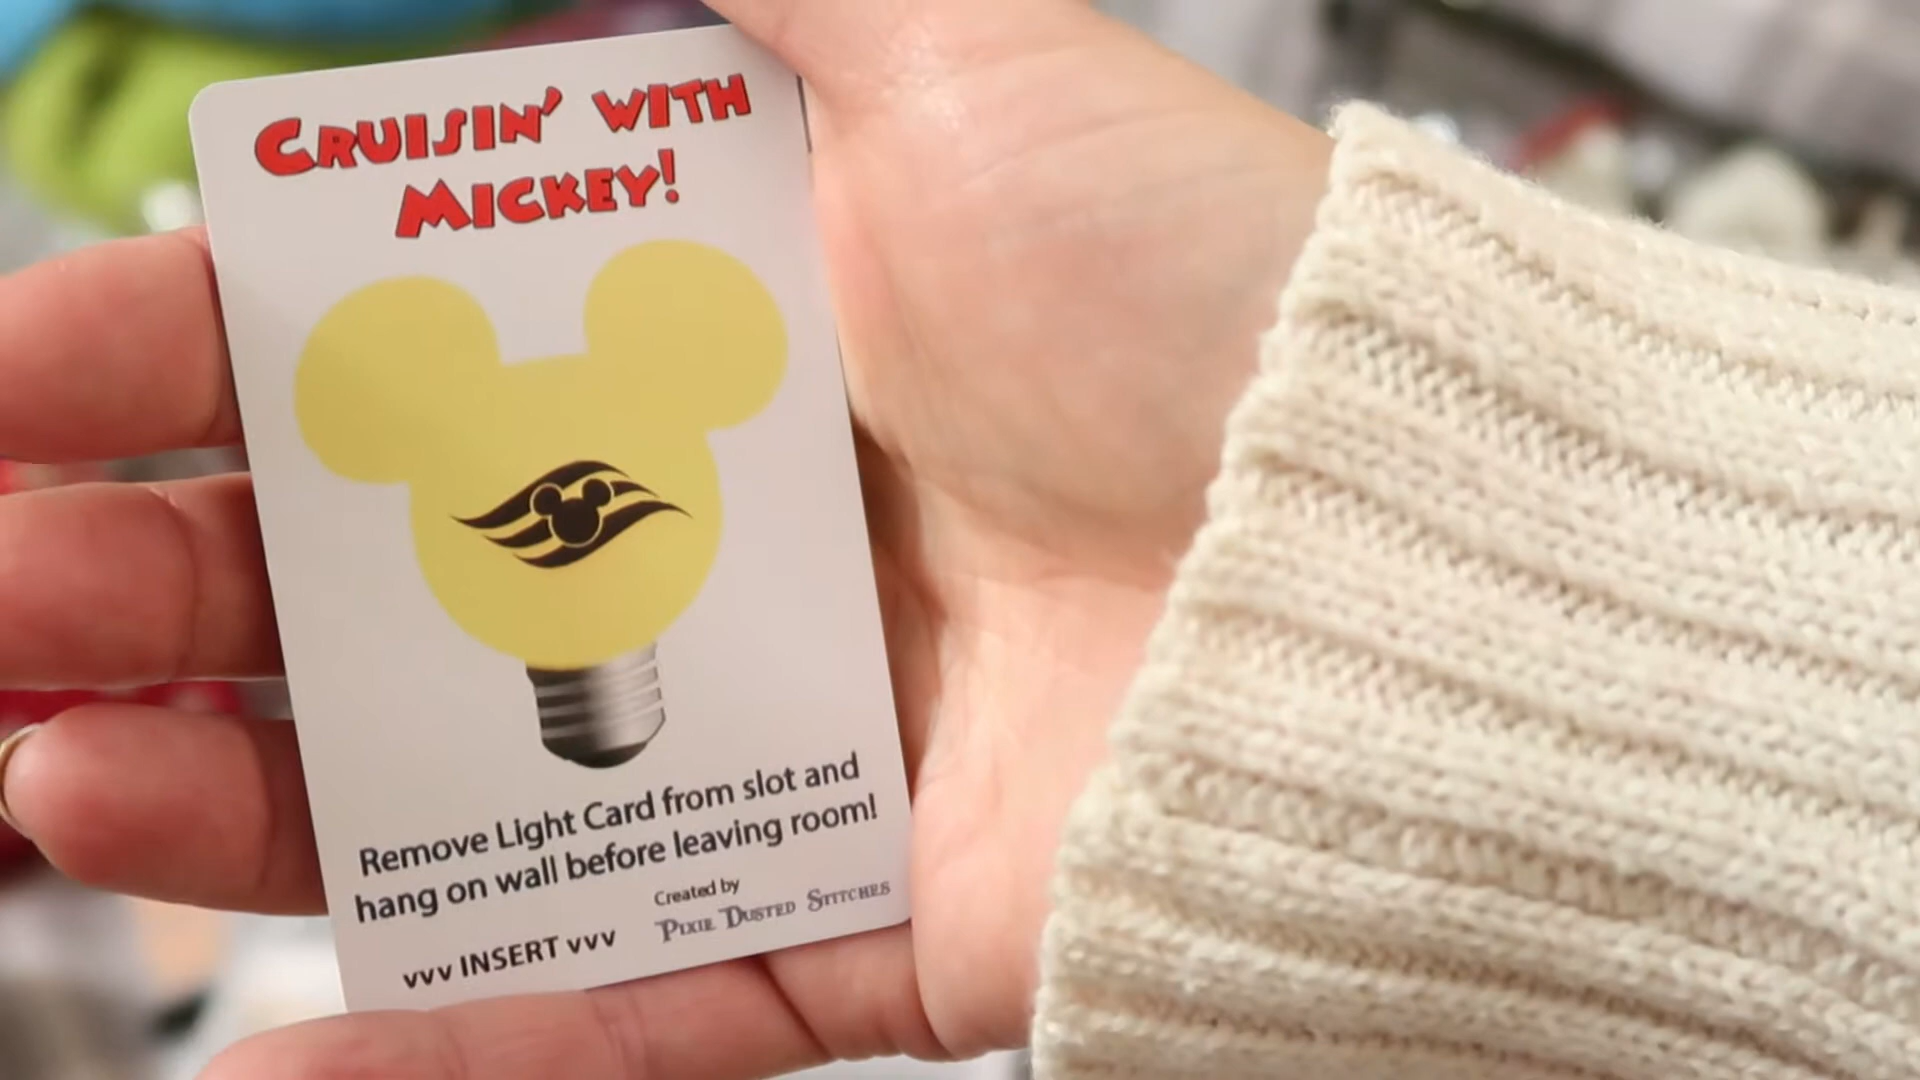 CRUISIN' WITH
MICKEY!
Remove Light Card from slot and
hang on wall before leaving room!
Created by
PIXIE DUSTED STITCHES
vvv INSERT vvv